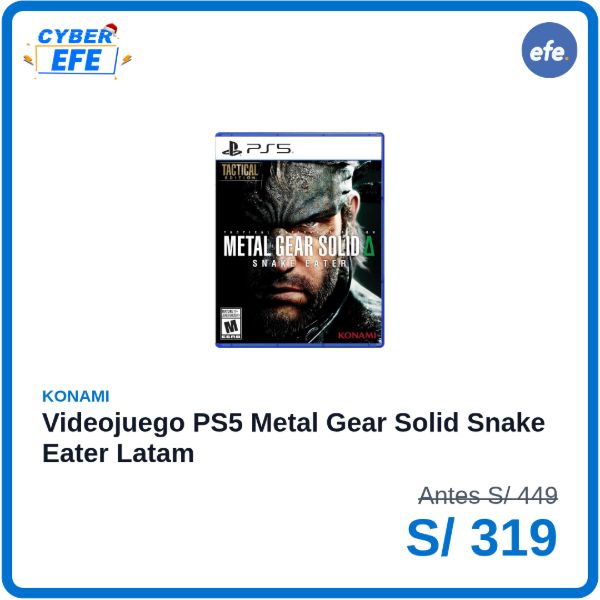 CYBER
EFE
efe.
PS5
TACTICAL
EDITION
METAL GEAR SOLID Δ
SNAKE EATER
M
KONAMI
KONAMI
Videojuego PS5 Metal Gear Solid Snake
Eater Latam
Antes S/ 449
S/ 319